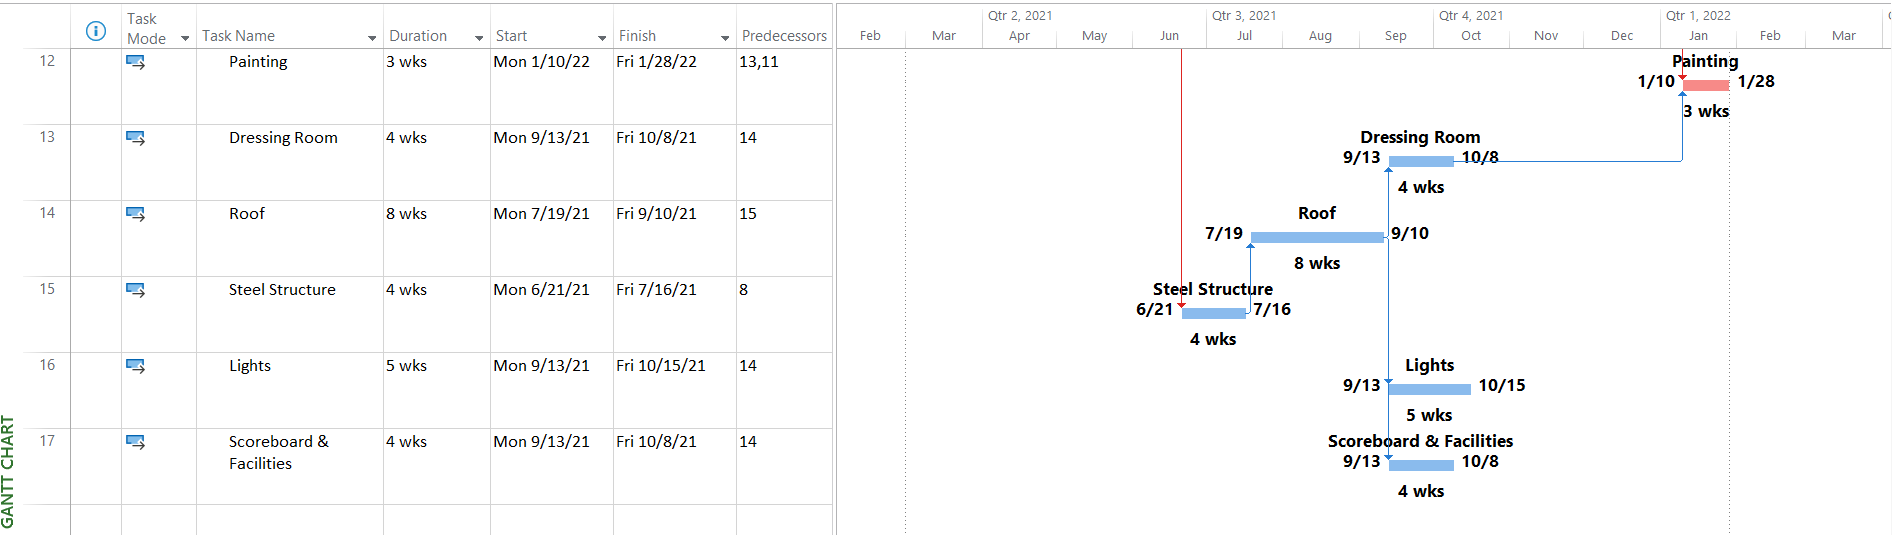 Task
Mode
Task Name
Duration
Start
Finish
Predecessors
12
Painting
3 wks
Mon 1/10/22
Fri 1/28/22
13,11
13
Dressing Room
4 wks
Mon 9/13/21
Fri 10/8/21
14
14
Roof
8 wks
Mon 7/19/21
Fri 9/10/21
15
15
Steel Structure
4 wks
Mon 6/21/21
Fri 7/16/21
8
16
Lights
5 wks
Mon 9/13/21
Fri 10/15/21
14
17
Scoreboard &
Facilities
4 wks
Mon 9/13/21
Fri 10/8/21
14
GANTT CHART
Qtr 2, 2021
Qtr 3, 2021
Qtr 4, 2021
Qtr 1, 2022
Feb
Mar
Apr
May
Jun
Jul
Aug
Sep
Oct
Nov
Dec
Jan
Feb
Mar
Painting
1/10
1/28
3 wks
Dressing Room
9/13
10/8
4 wks
Roof
7/19
9/10
8 wks
Steel Structure
6/21
7/16
4 wks
Lights
9/13
10/15
5 wks
Scoreboard & Facilities
9/13
10/8
4 wks